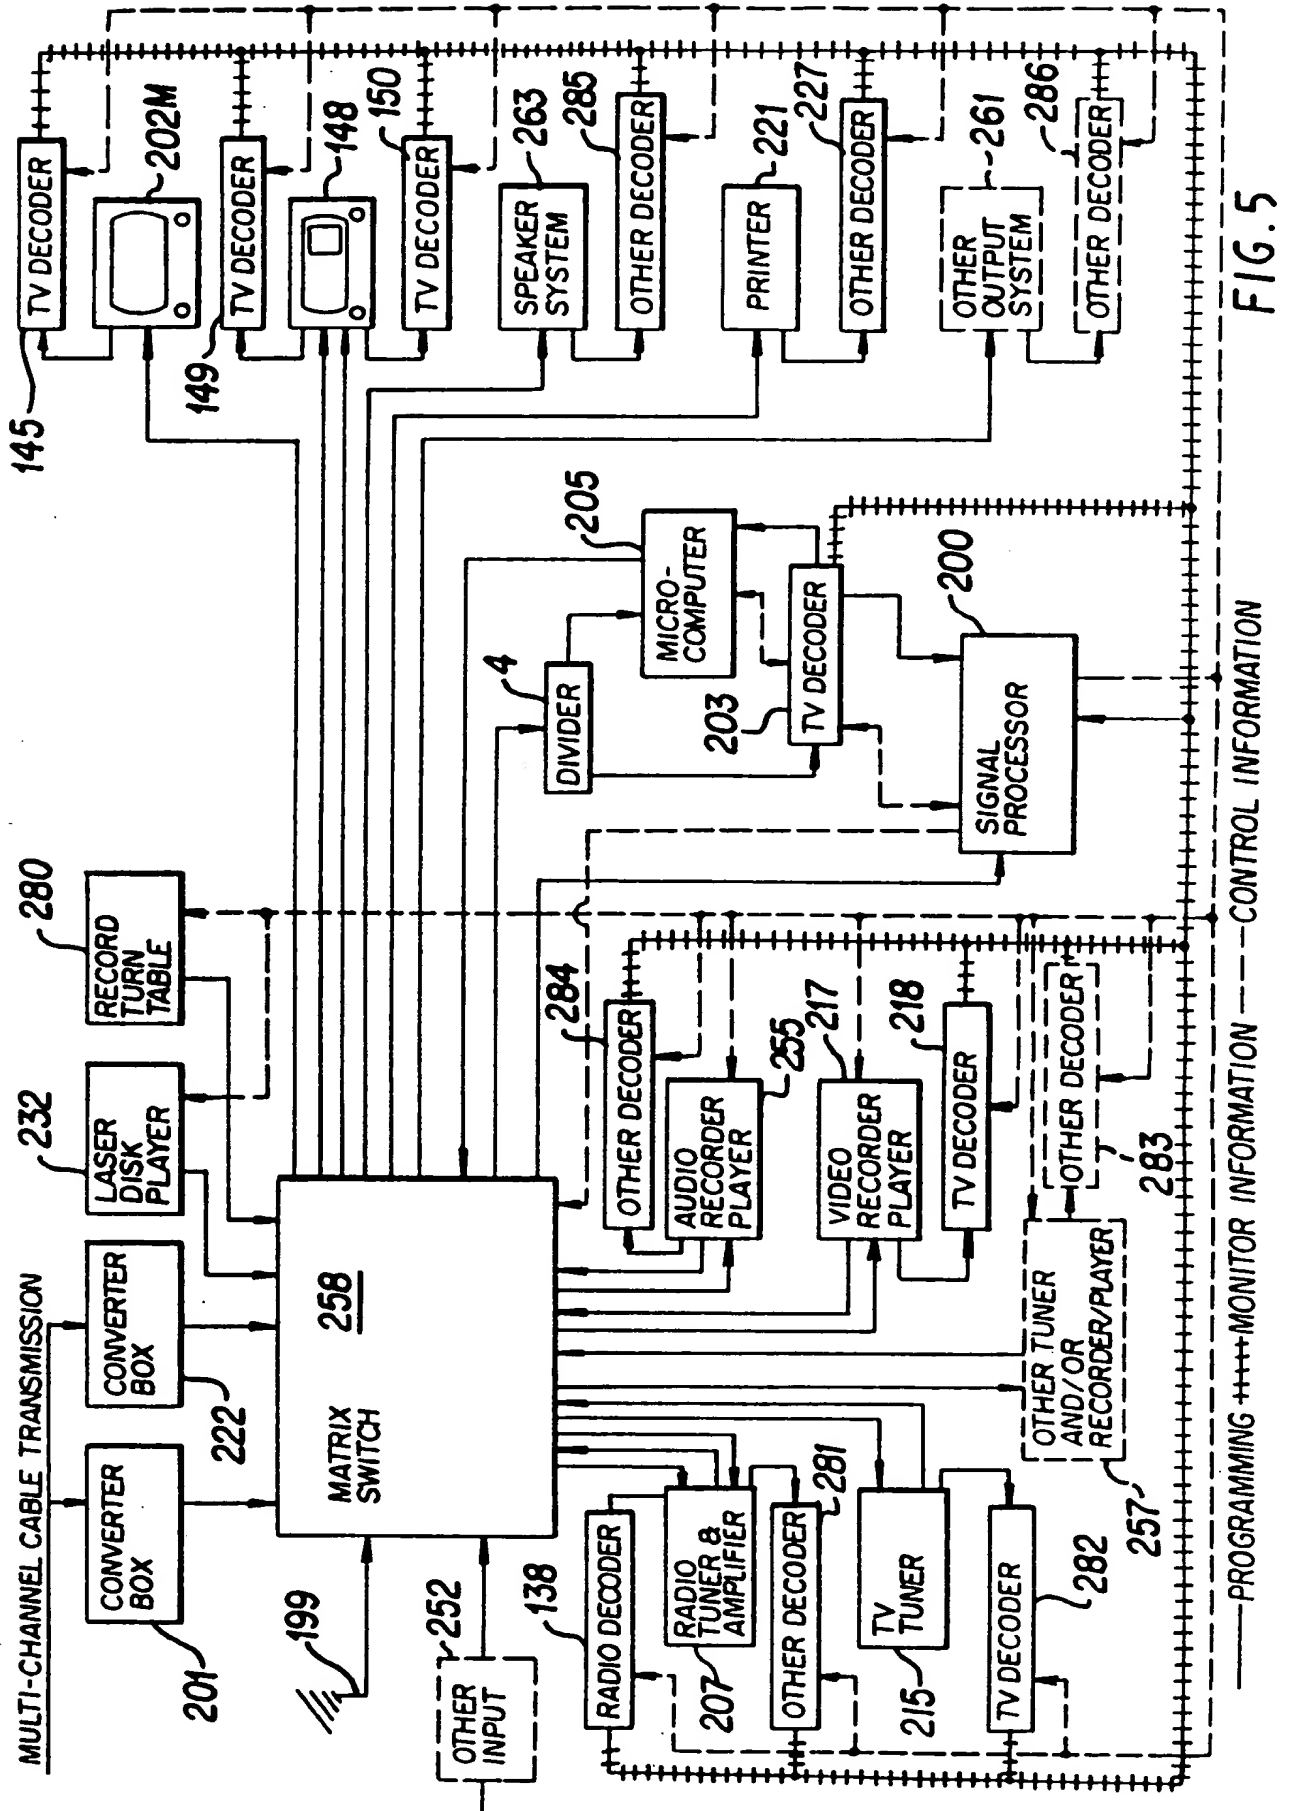 MULTI-CHANNEL CABLE TRANSMISSION
201
CONVERTER
BOX
222
CONVERTER
BOX
232
LASER
DISK
PLAYER
280
RECORD
TURN
TABLE
199
252
OTHER
INPUT
MATRIX
SWITCH
258
145
TV DECODER
202M
149
TV DECODER
148
TV DECODER
150
SPEAKER
SYSTEM
263
OTHER DECODER
285
PRINTER
221
OTHER DECODER
227
OTHER
OUTPUT
SYSTEM
261
OTHER DECODER
286
DIVIDER
4
MICRO-
COMPUTER
205
203
TV DECODER
SIGNAL
PROCESSOR
200
138
RADIO DECODER
207
RADIO
TUNER &
AMPLIFIER
OTHER DECODER
281
215
TV
TUNER
TV DECODER
282
OTHER DECODER
284
AUDIO
RECORDER
PLAYER
255
VIDEO
RECORDER
PLAYER
217
TV DECODER
218
257
OTHER TUNER
AND/OR
RECORDER/PLAYER
OTHER DECODER
283
PROGRAMMING
MONITOR INFORMATION
CONTROL INFORMATION
FIG. 5